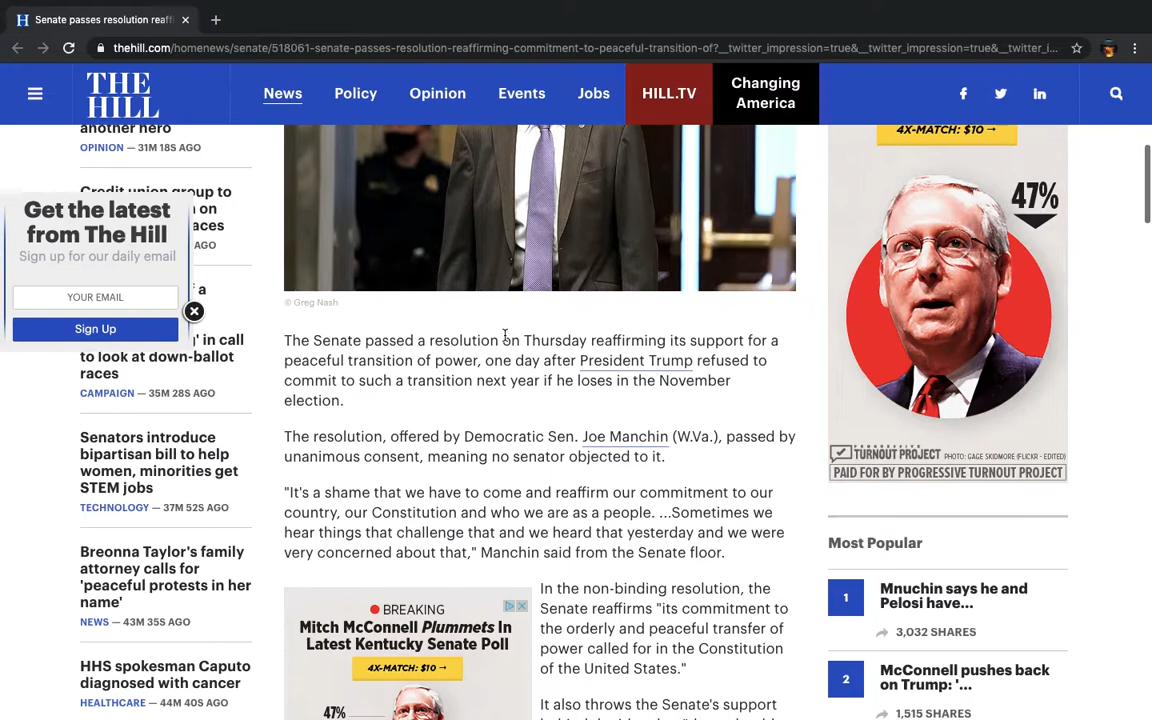 Senate passes resolution reaff
thehill.com/homenews/senate/518061-senate-passes-resolution-reaffirming-commitment-to-peaceful-transition-of?__twitter_impression=true&__twitter_impression=true&__twitter_i...
THE
HILL
News
Policy
Opinion
Events
Jobs
HILL.TV
Changing
America
another hero
OPINION — 31M 18S AGO
Credit union group to
on
aces
AGO
Get the latest
from The Hill
Sign up for our daily email
YOUR EMAIL
Sign Up
f a
' in call
to look at down-ballot
races
CAMPAIGN — 35M 28S AGO
Senators introduce
bipartisan bill to help
women, minorities get
STEM jobs
TECHNOLOGY — 37M 52S AGO
Breonna Taylor's family
attorney calls for
'peaceful protests in her
name'
NEWS — 43M 35S AGO
HHS spokesman Caputo
diagnosed with cancer
HEALTHCARE — 44M 40S AGO
© Greg Nash
The Senate passed a resolution on Thursday reaffirming its support for a
peaceful transition of power, one day after President Trump refused to
commit to such a transition next year if he loses in the November
election.
The resolution, offered by Democratic Sen. Joe Manchin (W.Va.), passed by
unanimous consent, meaning no senator objected to it.
"It's a shame that we have to come and reaffirm our commitment to our
country, our Constitution and who we are as a people. ...Sometimes we
hear things that challenge that and we heard that yesterday and we were
very concerned about that," Manchin said from the Senate floor.
BREAKING
Mitch McConnell Plummets In
Latest Kentucky Senate Poll
4X-MATCH: $10 →
47%
In the non-binding resolution, the
Senate reaffirms "its commitment to
the orderly and peaceful transfer of
power called for in the Constitution
of the United States."
It also throws the Senate's support
4X-MATCH: $10 →
47%
TURNOUT PROJECT PHOTO: GAGE SKIDMORE (FLICKR - EDITED)
PAID FOR BY PROGRESSIVE TURNOUT PROJECT
Most Popular
1
Mnuchin says he and
Pelosi have...
3,032 SHARES
2
McConnell pushes back
on Trump: '...
1,515 SHARES